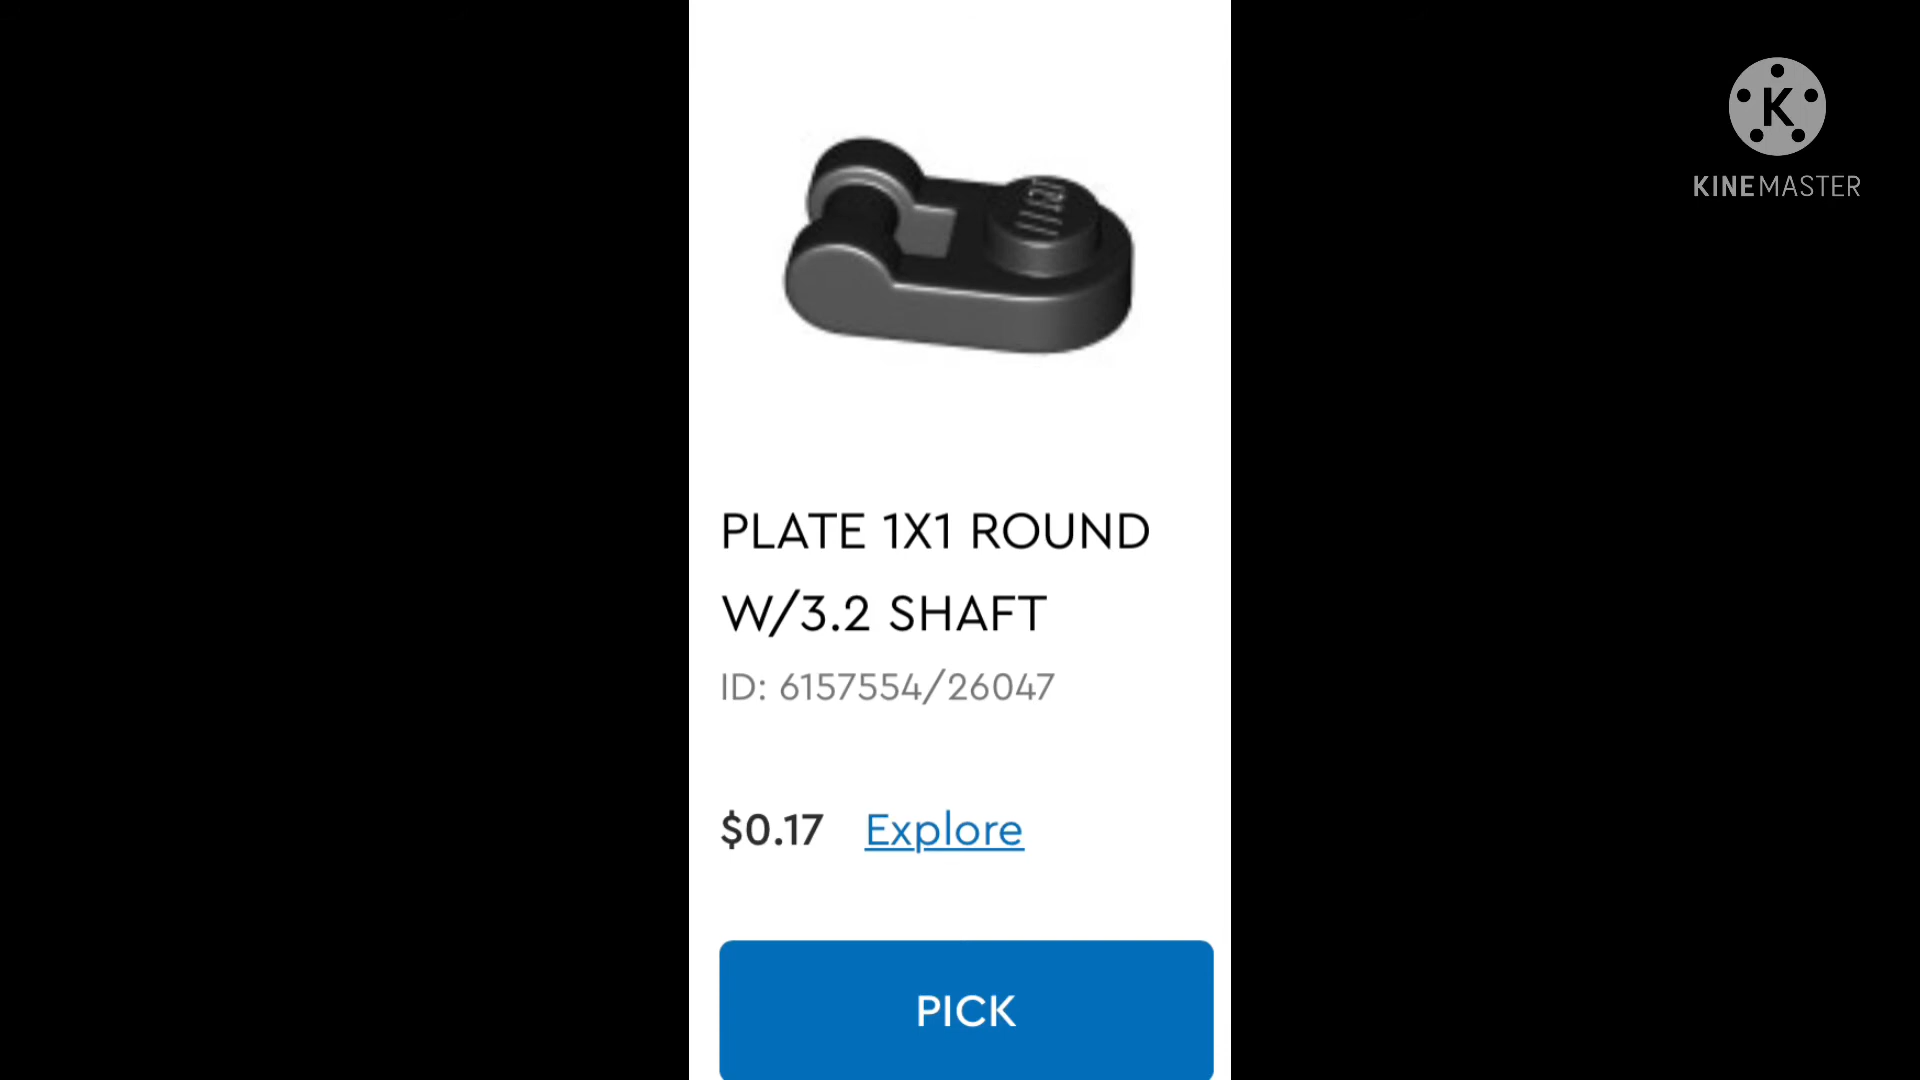 K
KINEMASTER
PLATE 1X1 ROUND
W/3.2 SHAFT
ID: 6157554/26047
$0.17 Explore
PICK